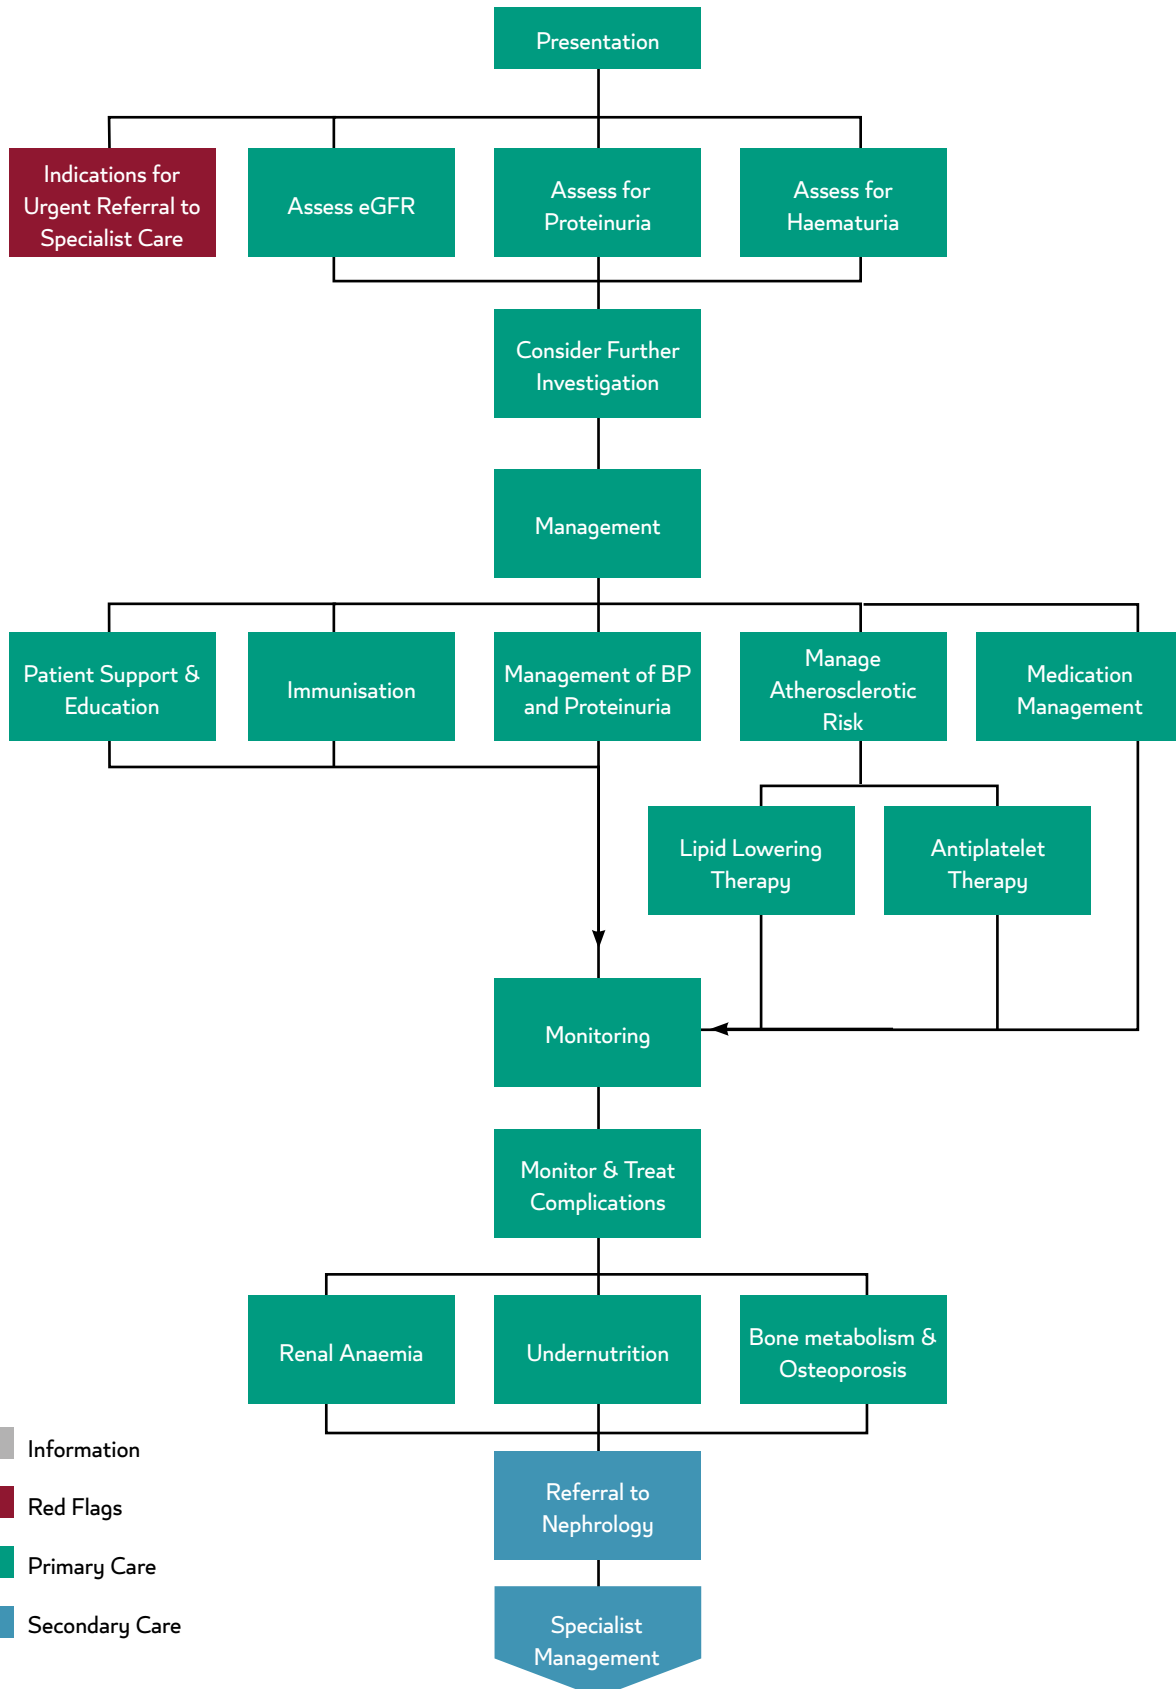 Presentation
Indications for
Urgent Referral to
Specialist Care
Assess eGFR
Assess for
Proteinuria
Assess for
Haematuria
Consider Further
Investigation
Management
Patient Support &
Education
Immunisation
Management of BP
and Proteinuria
Manage
Atherosclerotic
Risk
Medication
Management
Lipid Lowering
Therapy
Antiplatelet
Therapy
Monitoring
Monitor & Treat
Complications
Renal Anaemia
Undernutrition
Bone metabolism &
Osteoporosis
Referral to
Nephrology
Specialist
Management
Information
Red Flags
Primary Care
Secondary Care